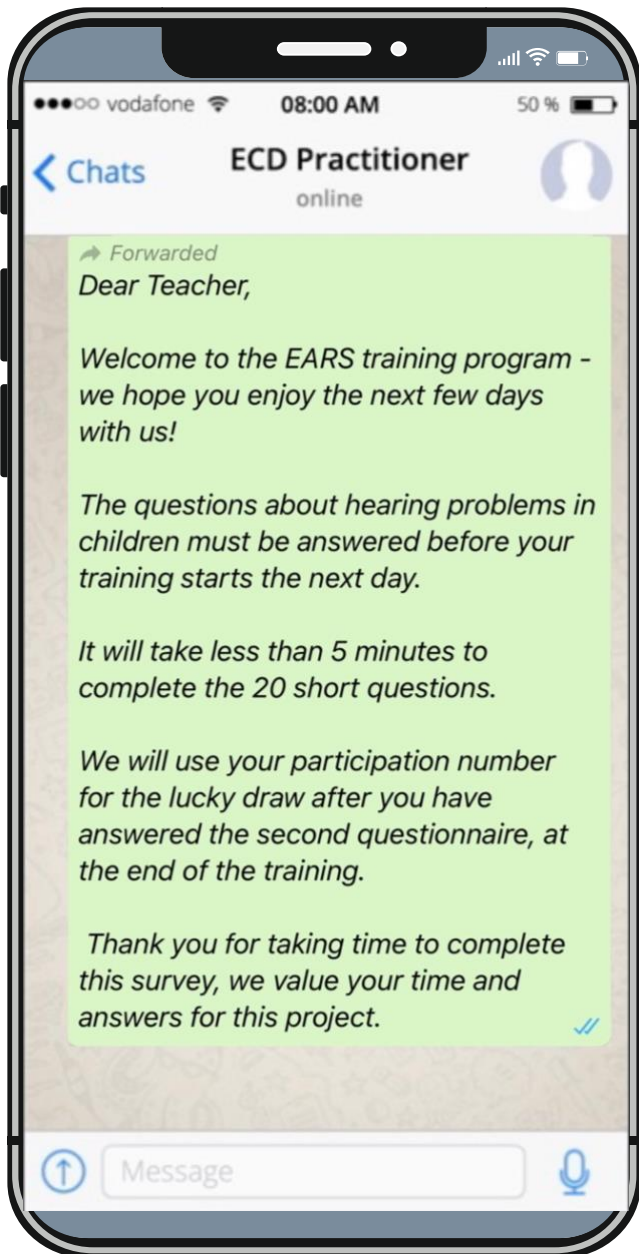 vodafone 08:00 AM 50 %
Chats ECD Practitioner
online
Forwarded
Dear Teacher,
Welcome to the EARS training program -
we hope you enjoy the next few days
with us!
The questions about hearing problems in
children must be answered before your
training starts the next day.
It will take less than 5 minutes to
complete the 20 short questions.
We will use your participation number
for the lucky draw after you have
answered the second questionnaire, at
the end of the training.
Thank you for taking time to complete
this survey, we value your time and
answers for this project.
Message